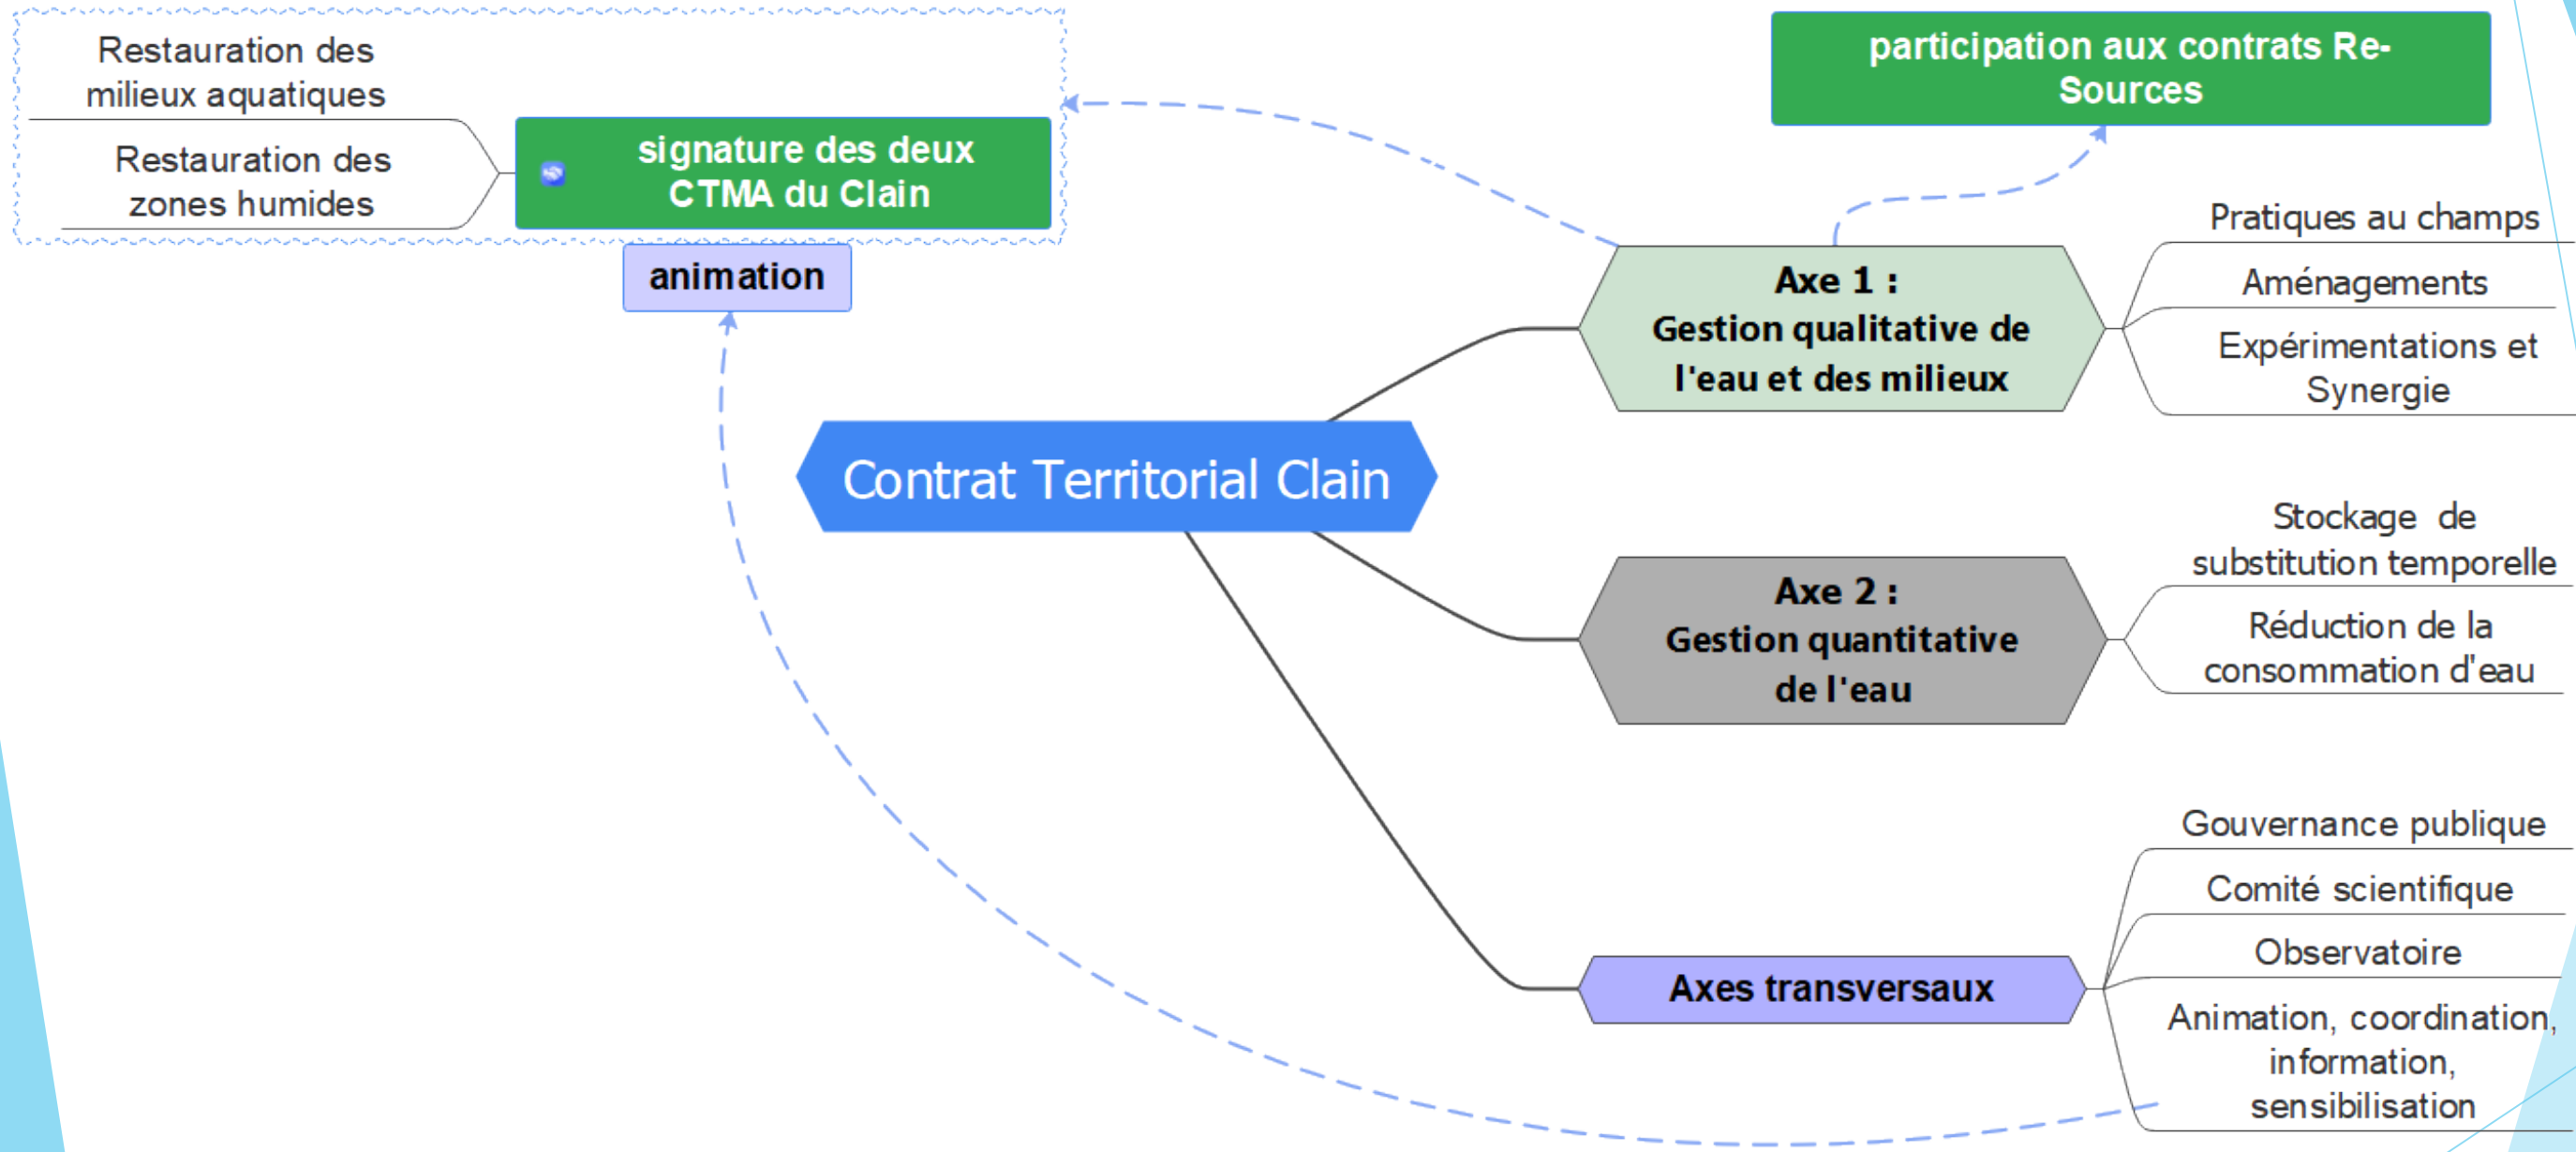 Restauration des
milieux aquatiques
Restauration des
zones humides
signature des deux
CTMA du Clain
animation
participation aux contrats Re-
Sources
Contrat Territorial Clain
Axe 1 :
Gestion qualitative de
l'eau et des milieux
Pratiques au champs
Aménagements
Expérimentations et
Synergie
Axe 2 :
Gestion quantitative
de l'eau
Stockage de
substitution temporelle
Réduction de la
consommation d'eau
Axes transversaux
Gouvernance publique
Comité scientifique
Observatoire
Animation, coordination,
information,
sensibilisation